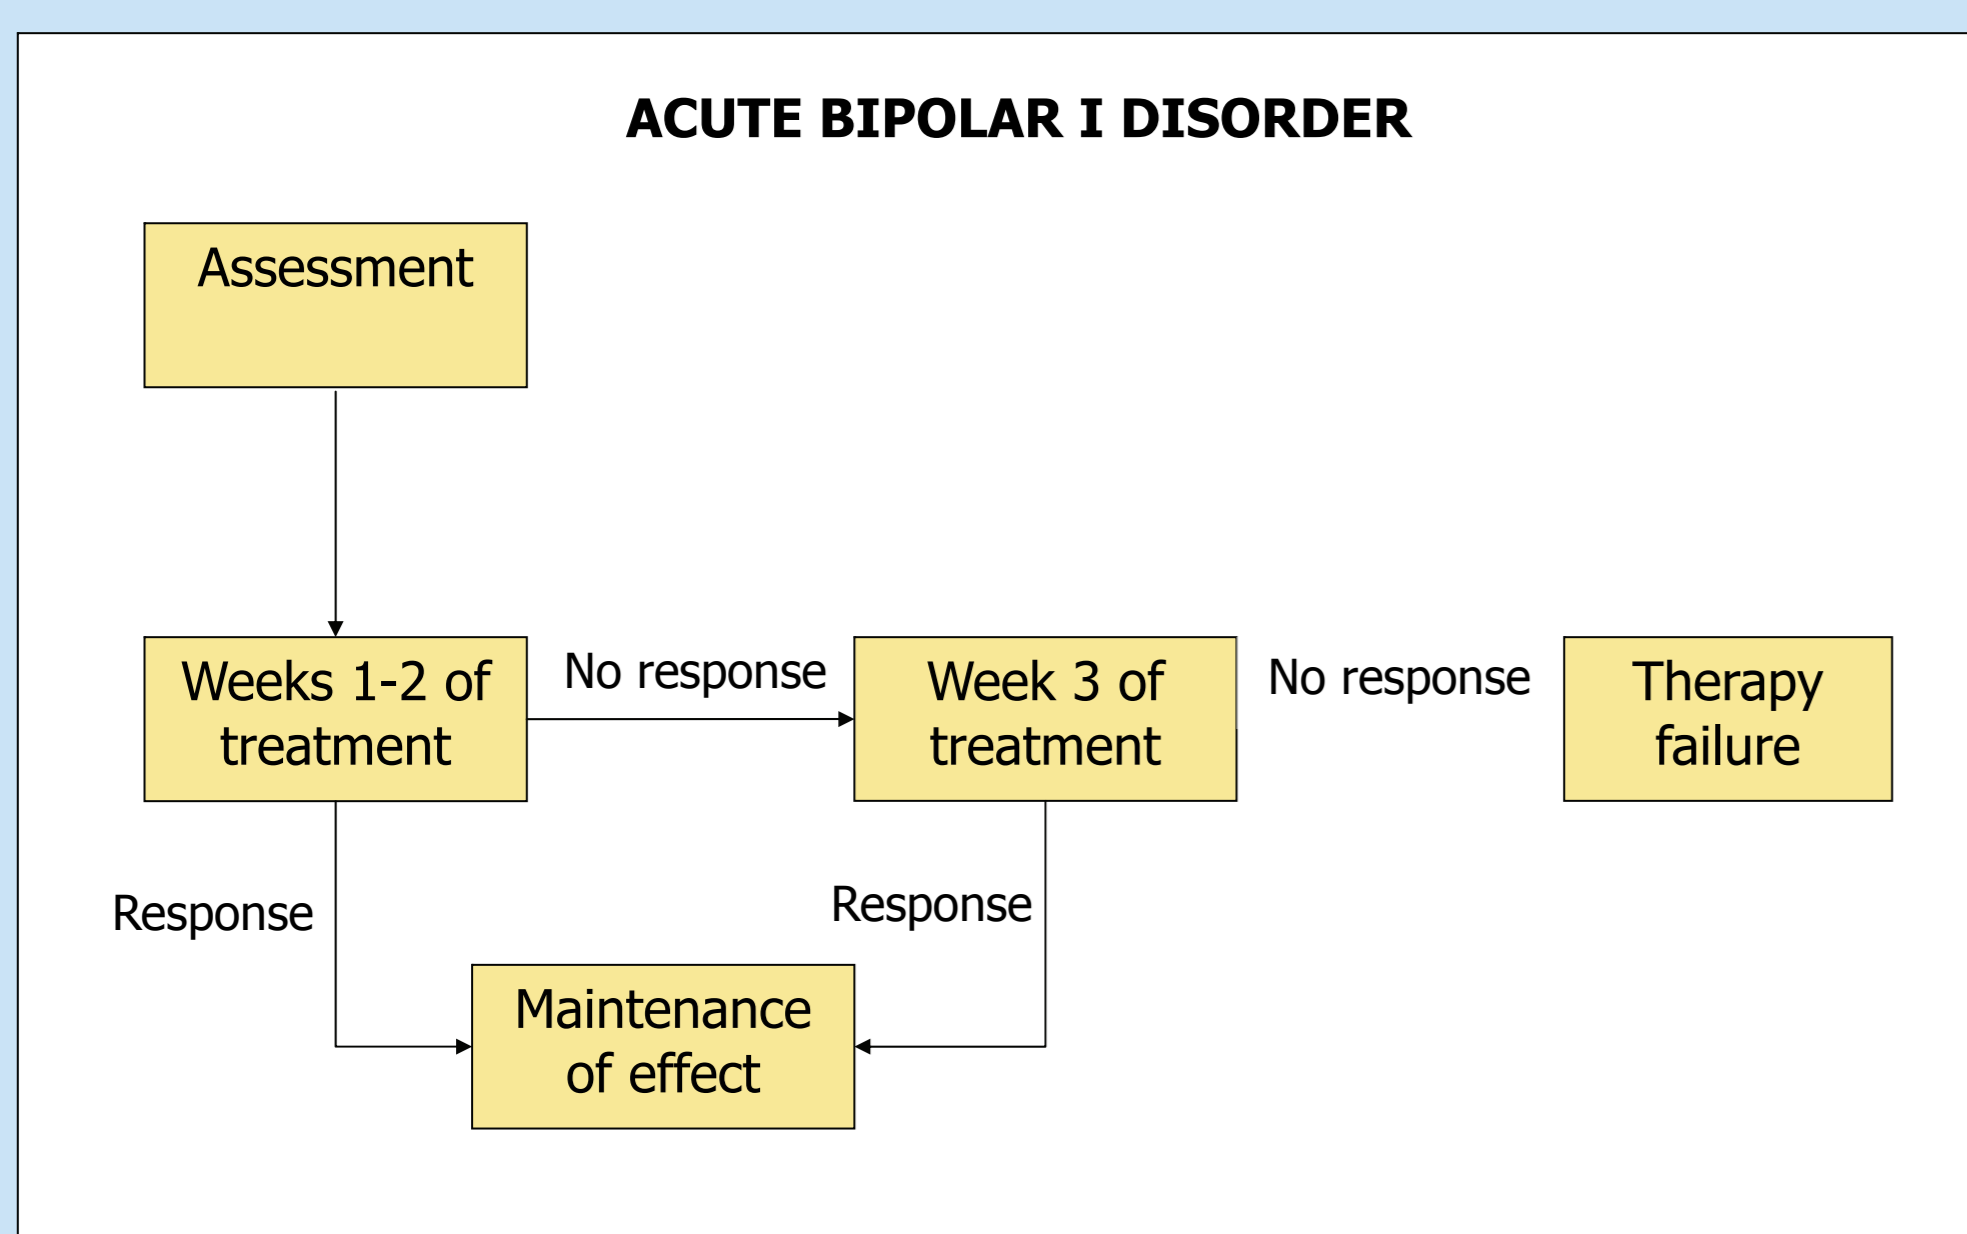 ACUTE BIPOLAR I DISORDER
Assessment
Weeks 1-2 of
treatment
No response
Week 3 of
treatment
No response
Therapy
failure
Response
Response
Maintenance
of effect